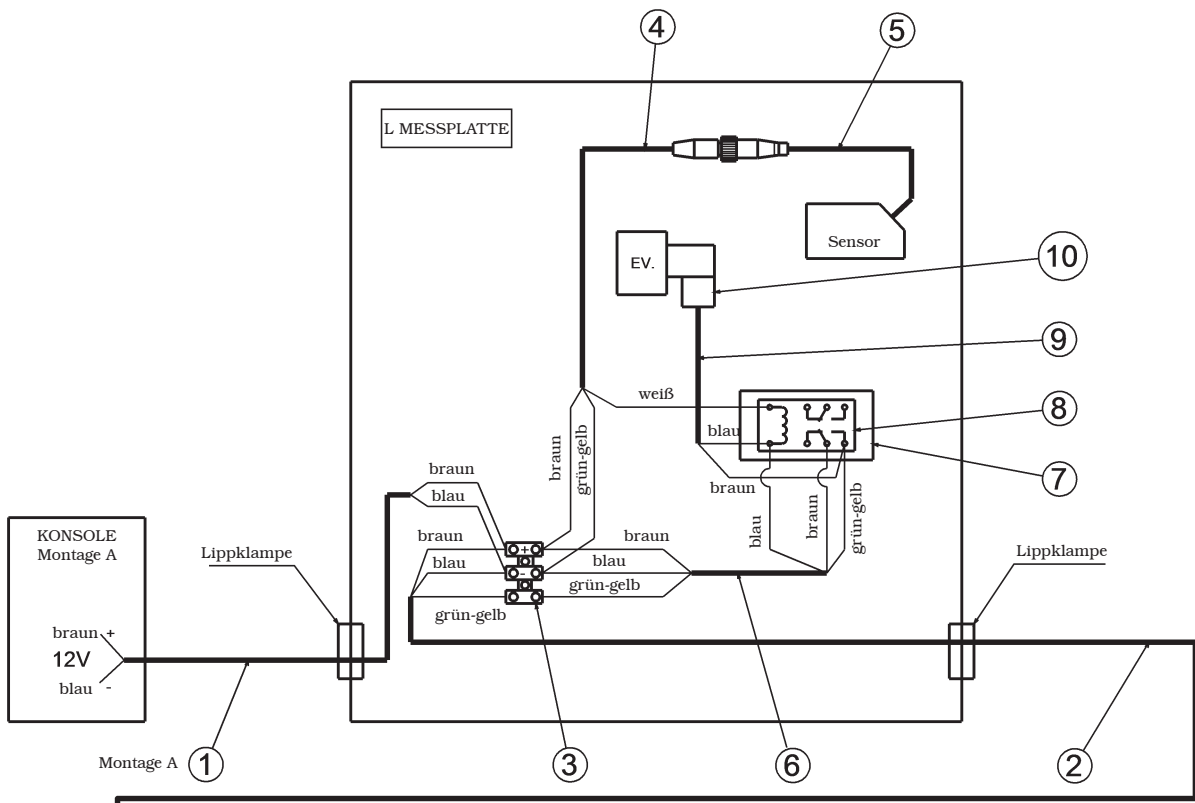 4
5
L MESSPLATTE
Sensor
EV.
10
9
weiß
8
blau
braun
grün-gelb
7
braun
braun
blau
blau
braun
grün-gelb
KONSOLE
Montage A
Lippklampe
braun
braun
Lippklampe
+
blau
blau
-
grün-gelb
grün-gelb
braun +
12V
blau -
Montage A
1
3
6
2